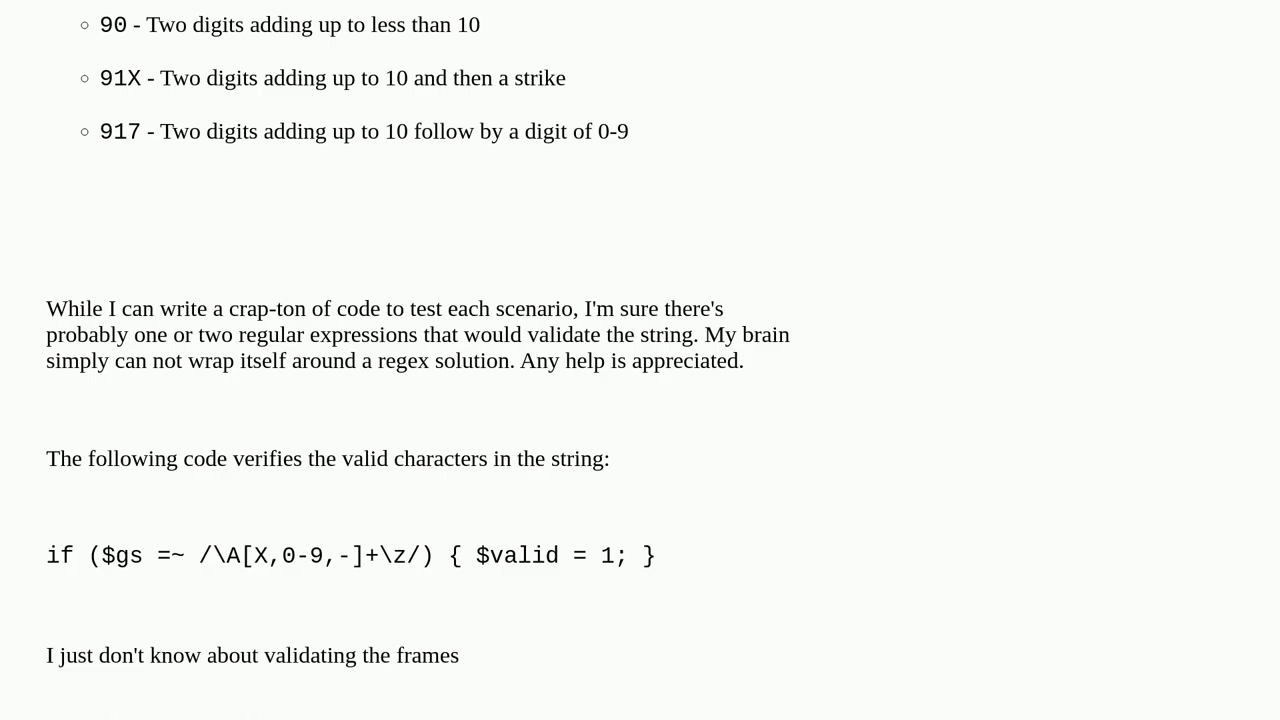 90 - Two digits adding up to less than 10
91X - Two digits adding up to 10 and then a strike
917 - Two digits adding up to 10 follow by a digit of 0-9
While I can write a crap-ton of code to test each scenario, I'm sure there's
probably one or two regular expressions that would validate the string. My brain
simply can not wrap itself around a regex solution. Any help is appreciated.
The following code verifies the valid characters in the string:
if ($gs =~ /\A[X,0-9,-]+\z/) { $valid = 1; }
I just don't know about validating the frames